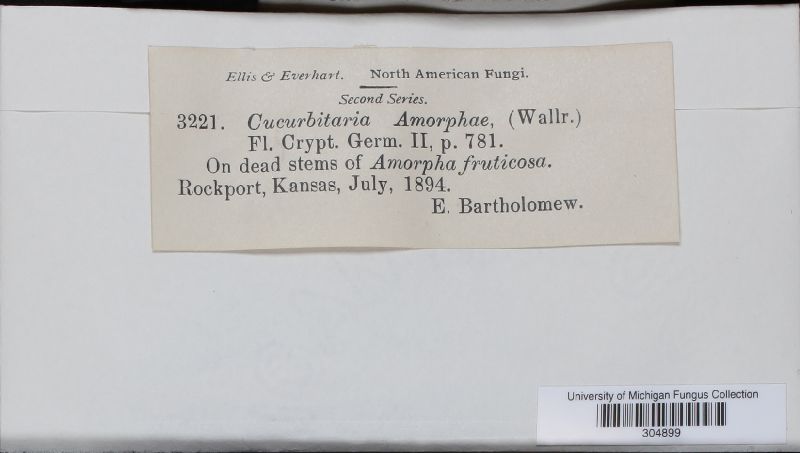 Ellis & Everhart. North American Fungi.
Second Series.
3221. Cucurbitaria Amorphae, (Wallr.)
Fl. Crypt. Germ. II, p. 781.
On dead stems of Amorpha fruticosa.
Rockport, Kansas, July, 1894.
E. Bartholomew.
University of Michigan Fungus Collection
304899